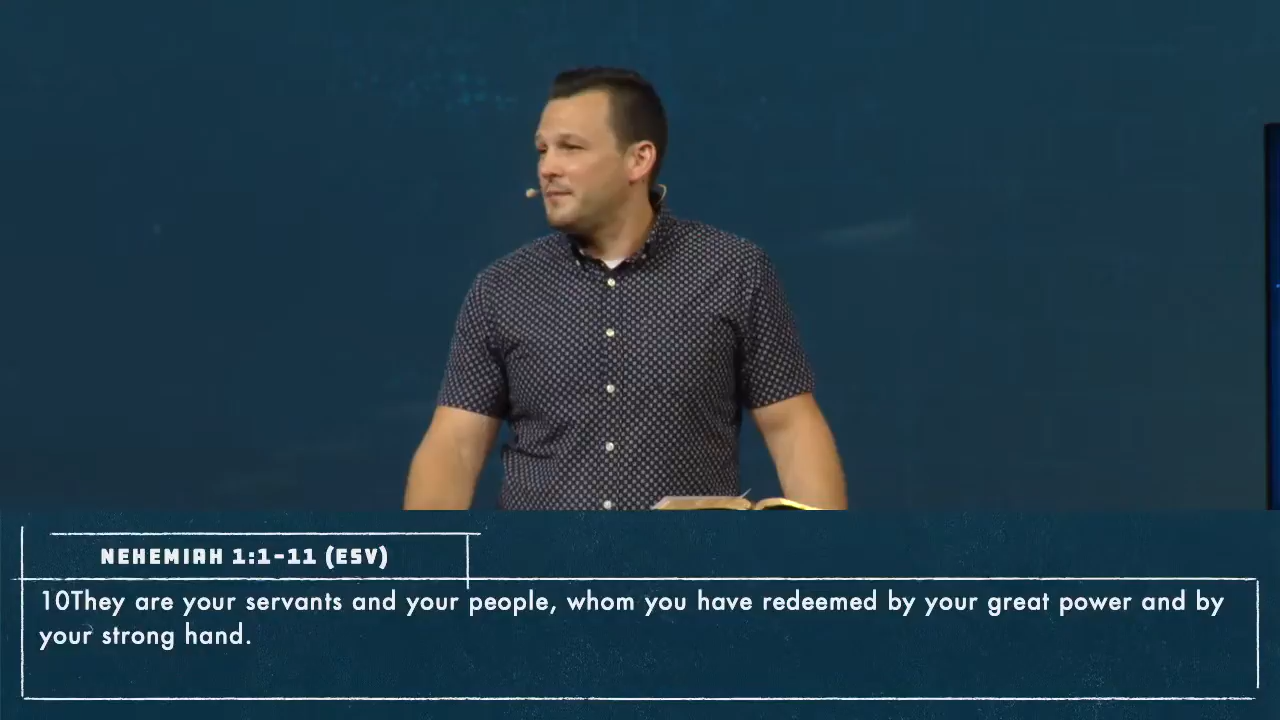 NEHEMIAH 1:1-11 (ESV)
10They are your servants and your people, whom you have redeemed by your great power and by
your strong hand.